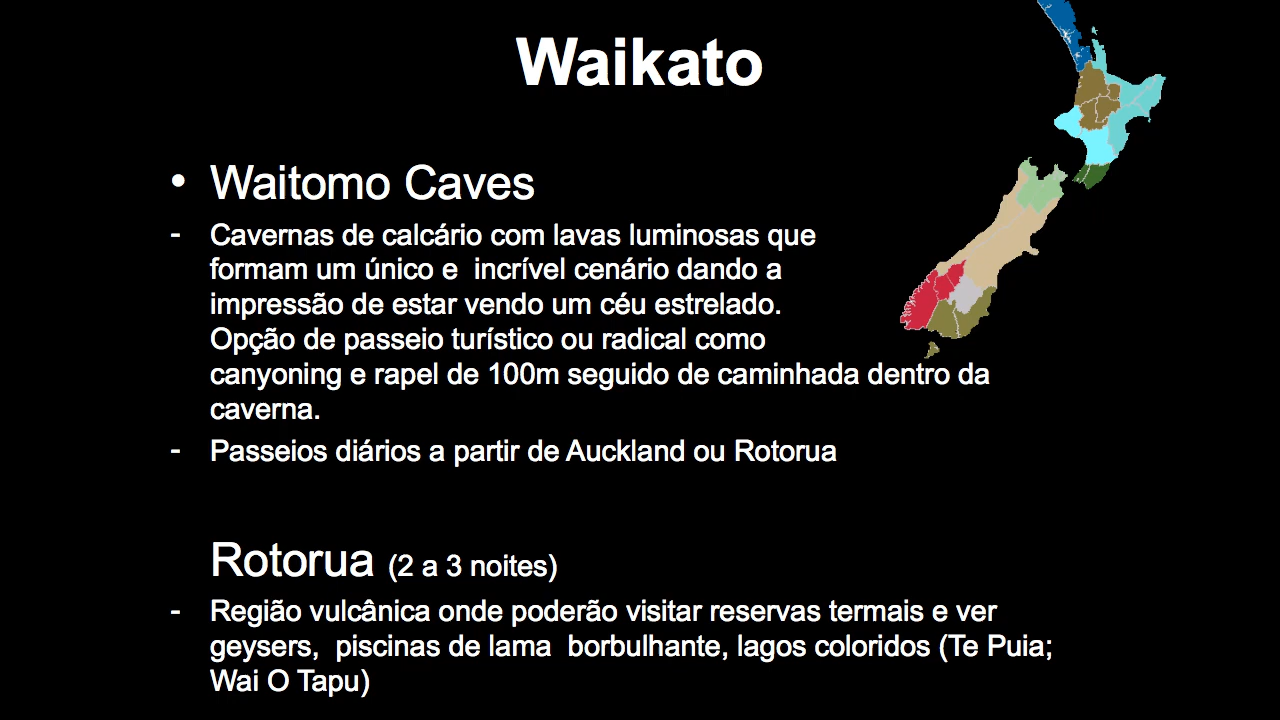 Waikato
• Waitomo Caves
- Cavernas de calcário com lavas luminosas que
formam um único e  incrível cenário dando a
impressão de estar vendo um céu estrelado.
Opção de passeio turístico ou radical como
canyoning e rapel de 100m seguido de caminhada dentro da
caverna.
- Passeios diários a partir de Auckland ou Rotorua
Rotorua (2 a 3 noites)
- Região vulcânica onde poderão visitar reservas termais e ver
geysers,  piscinas de lama  borbulhante, lagos coloridos (Te Puia;
Wai O Tapu)